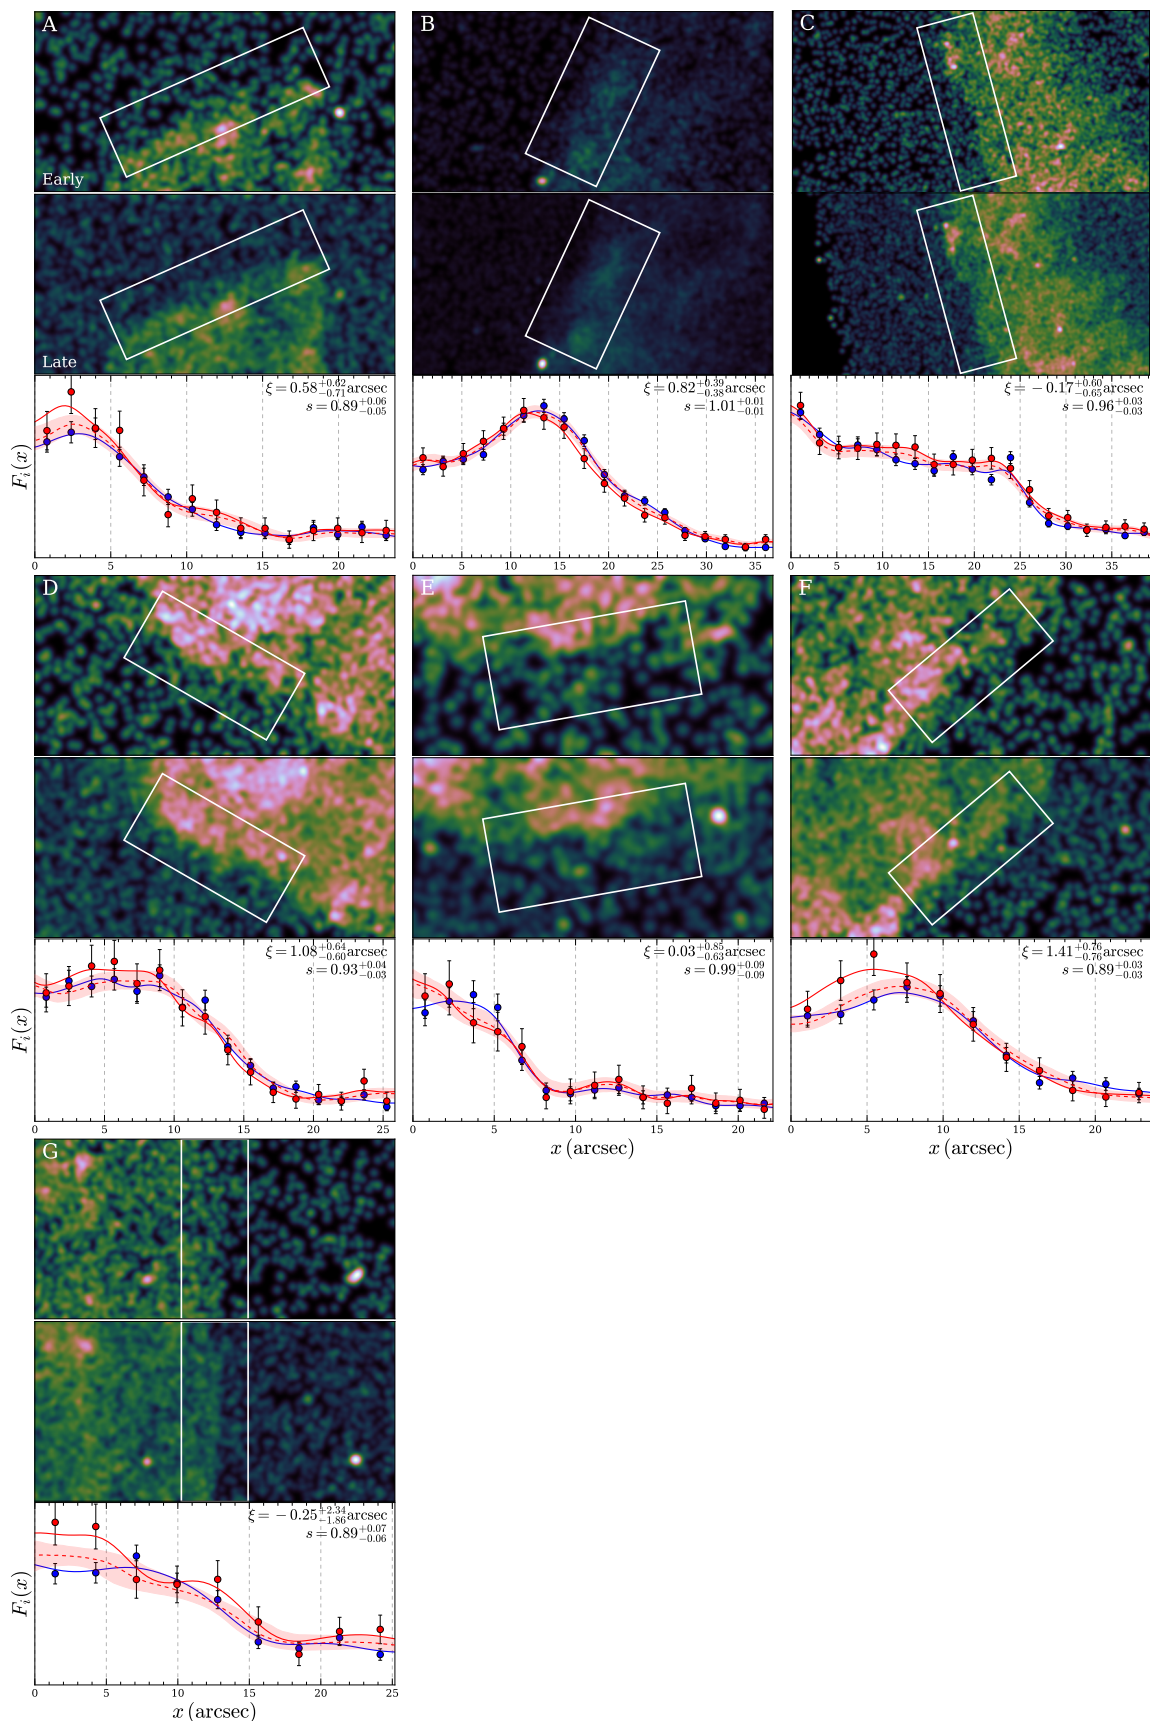 A
Early
Late
ξ = 0.58 +0.62 −0.71 arcsec
s = 0.89 +0.06 −0.05
F_i(x)
0 5 10 15 20
B
ξ = 0.82 +0.39 −0.38 arcsec
s = 1.01 +0.01 −0.01
0 5 10 15 20 25 30 35
C
ξ = −0.17 +0.60 −0.65 arcsec
s = 0.96 +0.03 −0.03
0 5 10 15 20 25 30 35
D
ξ = 1.08 +0.64 −0.60 arcsec
s = 0.93 +0.04 −0.03
F_i(x)
0 5 10 15 20 25
E
ξ = 0.03 +0.85 −0.63 arcsec
s = 0.99 +0.09 −0.09
0 5 10 15 20
x (arcsec)
F
ξ = 1.41 +0.76 −0.76 arcsec
s = 0.89 +0.03 −0.03
0 5 10 15 20
x (arcsec)
G
ξ = −0.25 +2.34 −1.86 arcsec
s = 0.89 +0.07 −0.06
F_i(x)
0 5 10 15 20 25
x (arcsec)